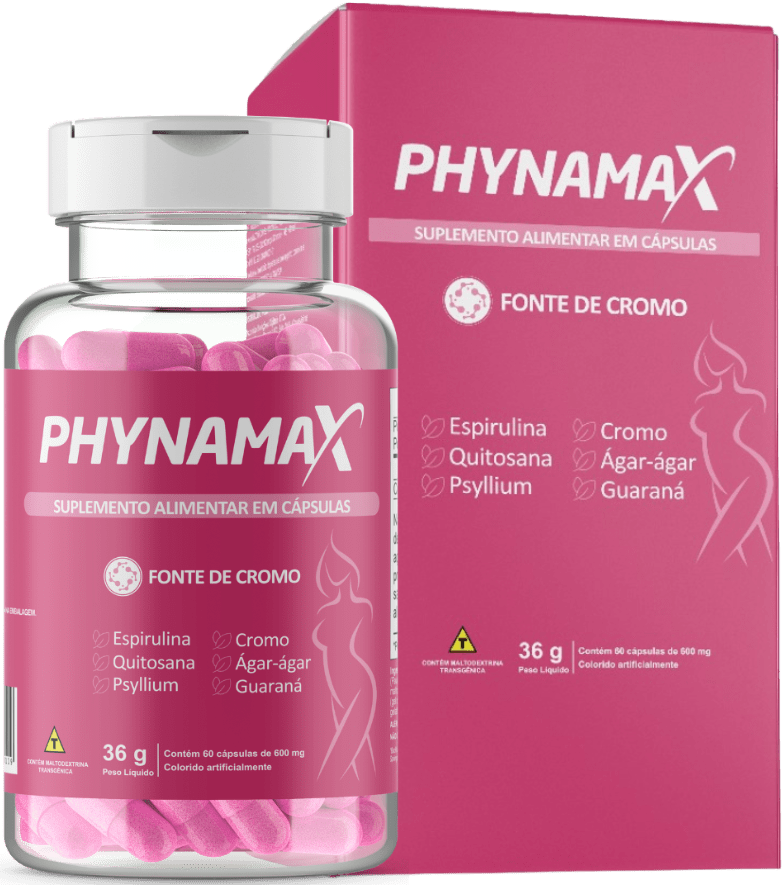 PHYNAMAX
SUPLEMENTO ALIMENTAR EM CÁPSULAS
FONTE DE CROMO
Espirulina
Quitosana
Psyllium
Cromo
Ágar-ágar
Guaraná
T
CONTÉM MALTODEXTRINA
TRANSGÊNICA
36 g
Peso Líquido
Contém 60 cápsulas de 600 mg
Colorido artificialmente
PHYNAMAX
SUPLEMENTO ALIMENTAR EM CÁPSULAS
FONTE DE CROMO
Espirulina
Quitosana
Psyllium
Cromo
Ágar-ágar
Guaraná
EMBALAGEM.
T
CONTÉM MALTODEXTRINA
TRANSGÊNICA
36 g
Peso Líquido
Contém 60 cápsulas de 600 mg
Colorido artificialmente